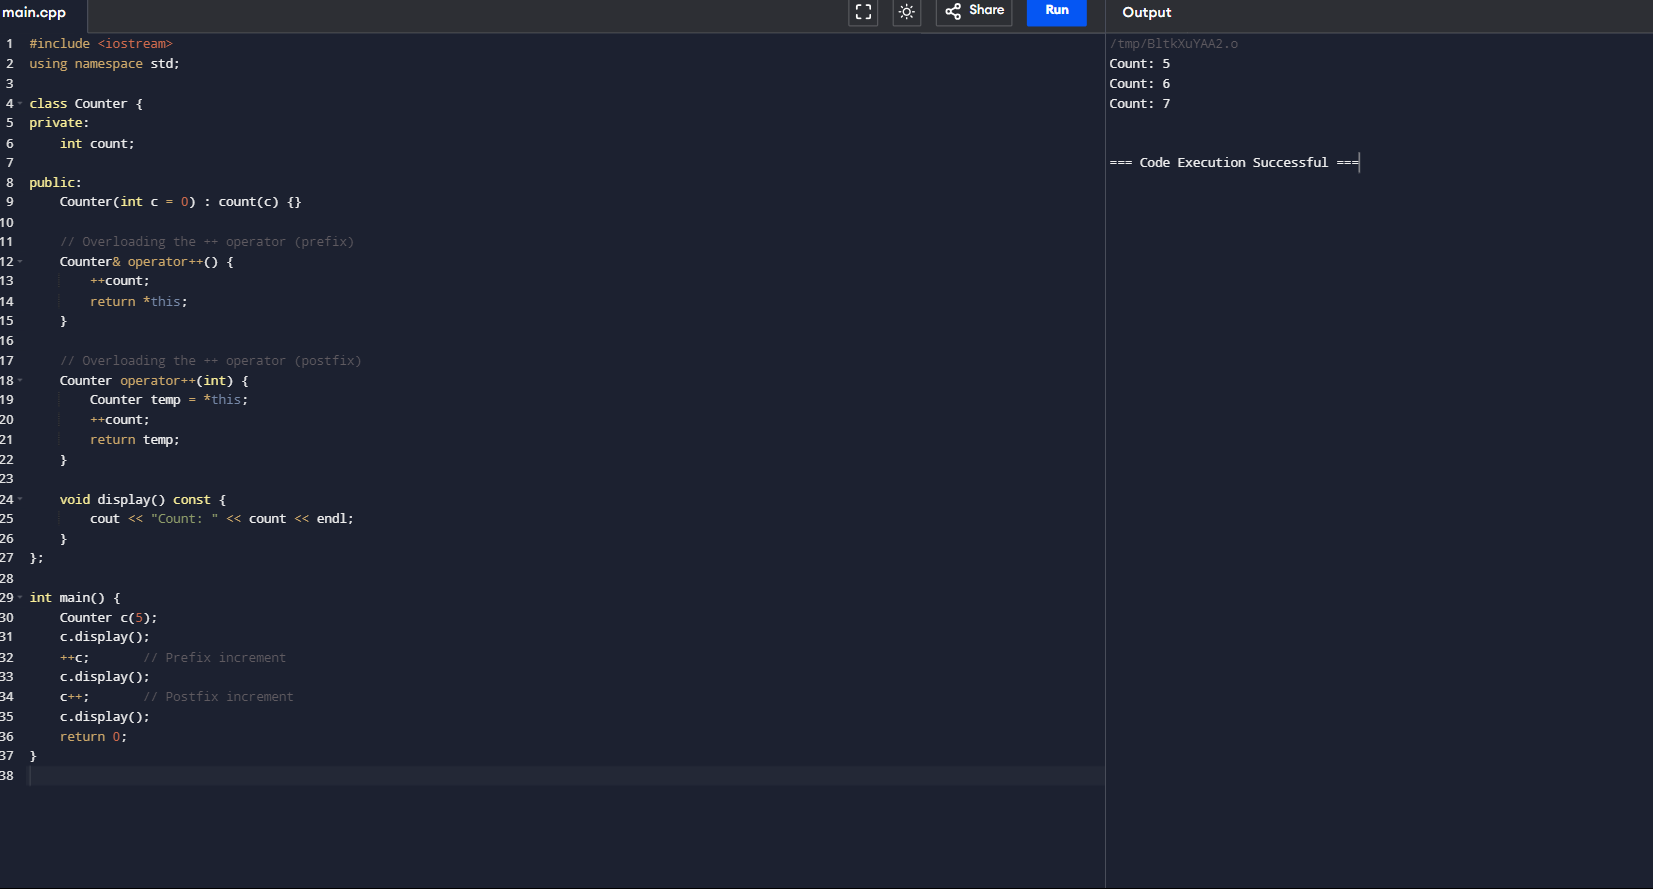 main.cpp
Share
Run
Output
1 #include <iostream>
2 using namespace std;
3
4 class Counter {
5 private:
6     int count;
7
8 public:
9     Counter(int c = 0) : count(c) {}
10
11     // Overloading the ++ operator (prefix)
12     Counter& operator++() {
13         ++count;
14         return *this;
15     }
16
17     // Overloading the ++ operator (postfix)
18     Counter operator++(int) {
19         Counter temp = *this;
20         ++count;
21         return temp;
22     }
23
24     void display() const {
25         cout << "Count: " << count << endl;
26     }
27 };
28
29 int main() {
30     Counter c(5);
31     c.display();
32     ++c;       // Prefix increment
33     c.display();
34     c++;       // Postfix increment
35     c.display();
36     return 0;
37 }
38
/tmp/BltkXuYAA2.o
Count: 5
Count: 6
Count: 7
=== Code Execution Successful ===